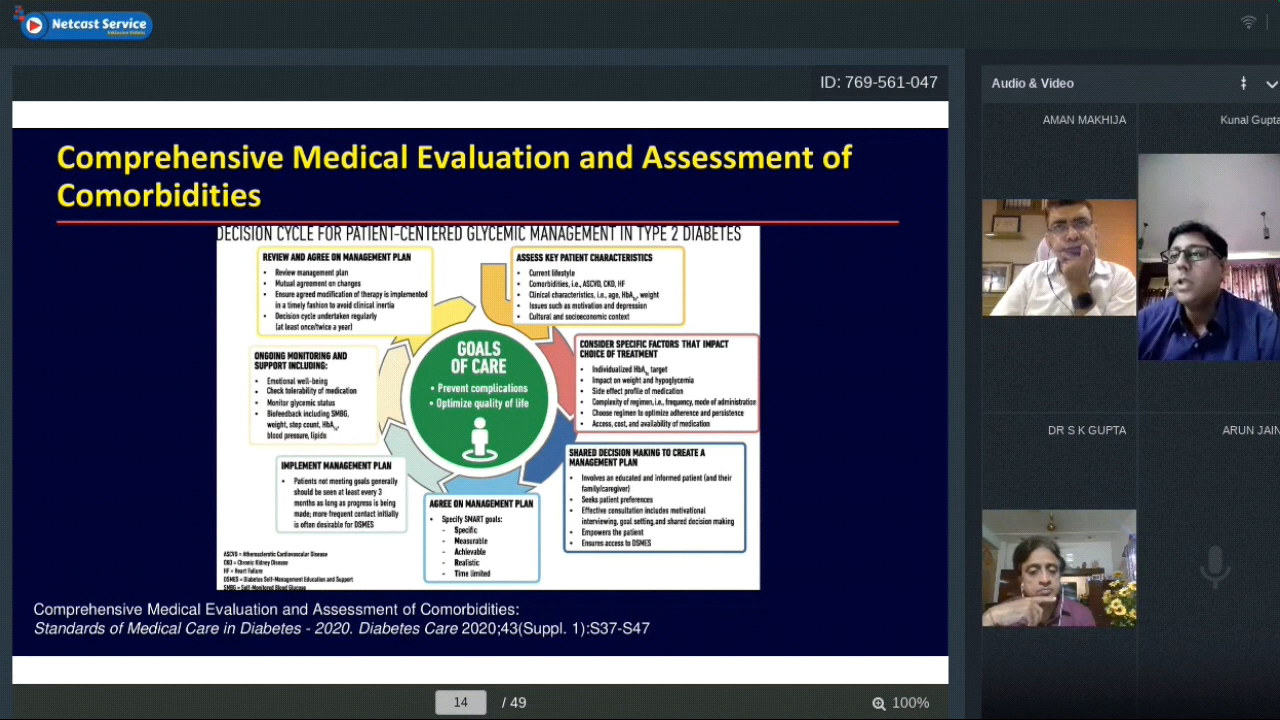 Netcast Service
ID: 769-561-047
Audio & Video
AMAN MAKHIJA
Kunal Gupta
Comprehensive Medical Evaluation and Assessment of
Comorbidities
DECISION CYCLE FOR PATIENT-CENTERED GLYCEMIC MANAGEMENT IN TYPE 2 DIABETES
REVIEW AND AGREE ON MANAGEMENT PLAN
• Review management plan
• Mutual agreement on changes
• Ensure agreed modification of therapy is implemented
in a timely fashion to avoid clinical inertia
• Decision cycle undertaken regularly
(at least once/twice a year)
ASSESS KEY PATIENT CHARACTERISTICS
• Current lifestyle
• Comorbidities, i.e., ASCVD, CKD, HF
• Clinical characteristics, i.e., age, HbA1c, weight
• Issues such as motivation and depression
• Cultural and socioeconomic context
GOALS
OF CARE
• Prevent complications
• Optimize quality of life
CONSIDER SPECIFIC FACTORS THAT IMPACT
CHOICE OF TREATMENT
• Individualized HbA1c target
• Impact on weight and hypoglycemia
• Side effect profile of medication
• Complexity of regimen, i.e., frequency, mode of administration
• Choose regimen to optimize adherence and persistence
• Access, cost, and availability of medication
ONGOING MONITORING AND
SUPPORT INCLUDING:
• Emotional well-being
• Check tolerability of medication
• Monitor glycemic status
• Biofeedback including SMBG,
weight, step count, HbA1c,
blood pressure, lipids
SHARED DECISION MAKING TO CREATE A
MANAGEMENT PLAN
• Involves an educated and informed patient (and their
family/caregiver)
• Seeks patient preferences
• Effective consultation includes motivational
interviewing, goal setting,and shared decision making
• Empowers the patient
• Ensures access to DSMES
IMPLEMENT MANAGEMENT PLAN
• Patients not meeting goals generally
should be seen at least every 3
months as long as progress is being
made; more frequent contact initially
is often desirable for DSMES
AGREE ON MANAGEMENT PLAN
• Specify SMART goals:
- Specific
- Measurable
- Achievable
- Realistic
- Time limited
ASCVD = Atherosclerotic Cardiovascular Disease
CKD = Chronic Kidney Disease
HF = Heart Failure
DSMES = Diabetes Self-Management Education and Support
SMBG = Self-Monitored Blood Glucose
Comprehensive Medical Evaluation and Assessment of Comorbidities:
Standards of Medical Care in Diabetes - 2020. Diabetes Care 2020;43(Suppl. 1):S37-S47
DR S K GUPTA
ARUN JAIN
14 / 49
100%